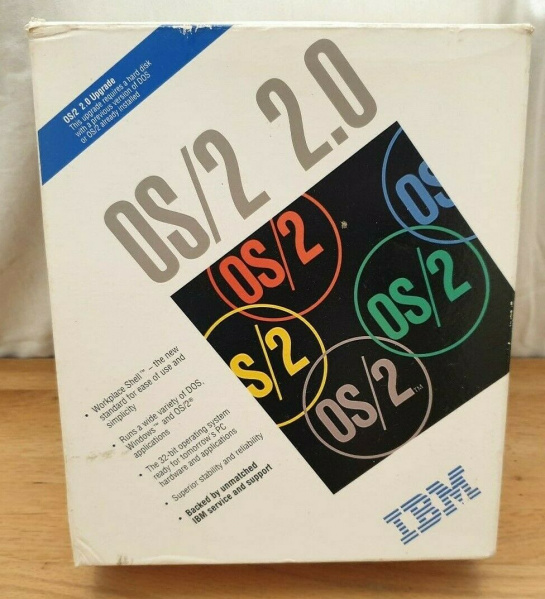 OS/2 2.0 Upgrade
This upgrade requires a hard disk
with a previous version of DOS
or OS/2 already installed
OS/2 2.0
OS
OS/2
OS/2
S/2
OS/2™
• Workplace Shell™ – the new
standard for ease of use and
simplicity
• Runs a wide variety of DOS,
Windows™ and OS/2®
applications
• The 32-bit operating system
ready for tomorrow's PC
hardware and applications
• Superior stability and reliability
• Backed by unmatched
IBM service and support
IBM